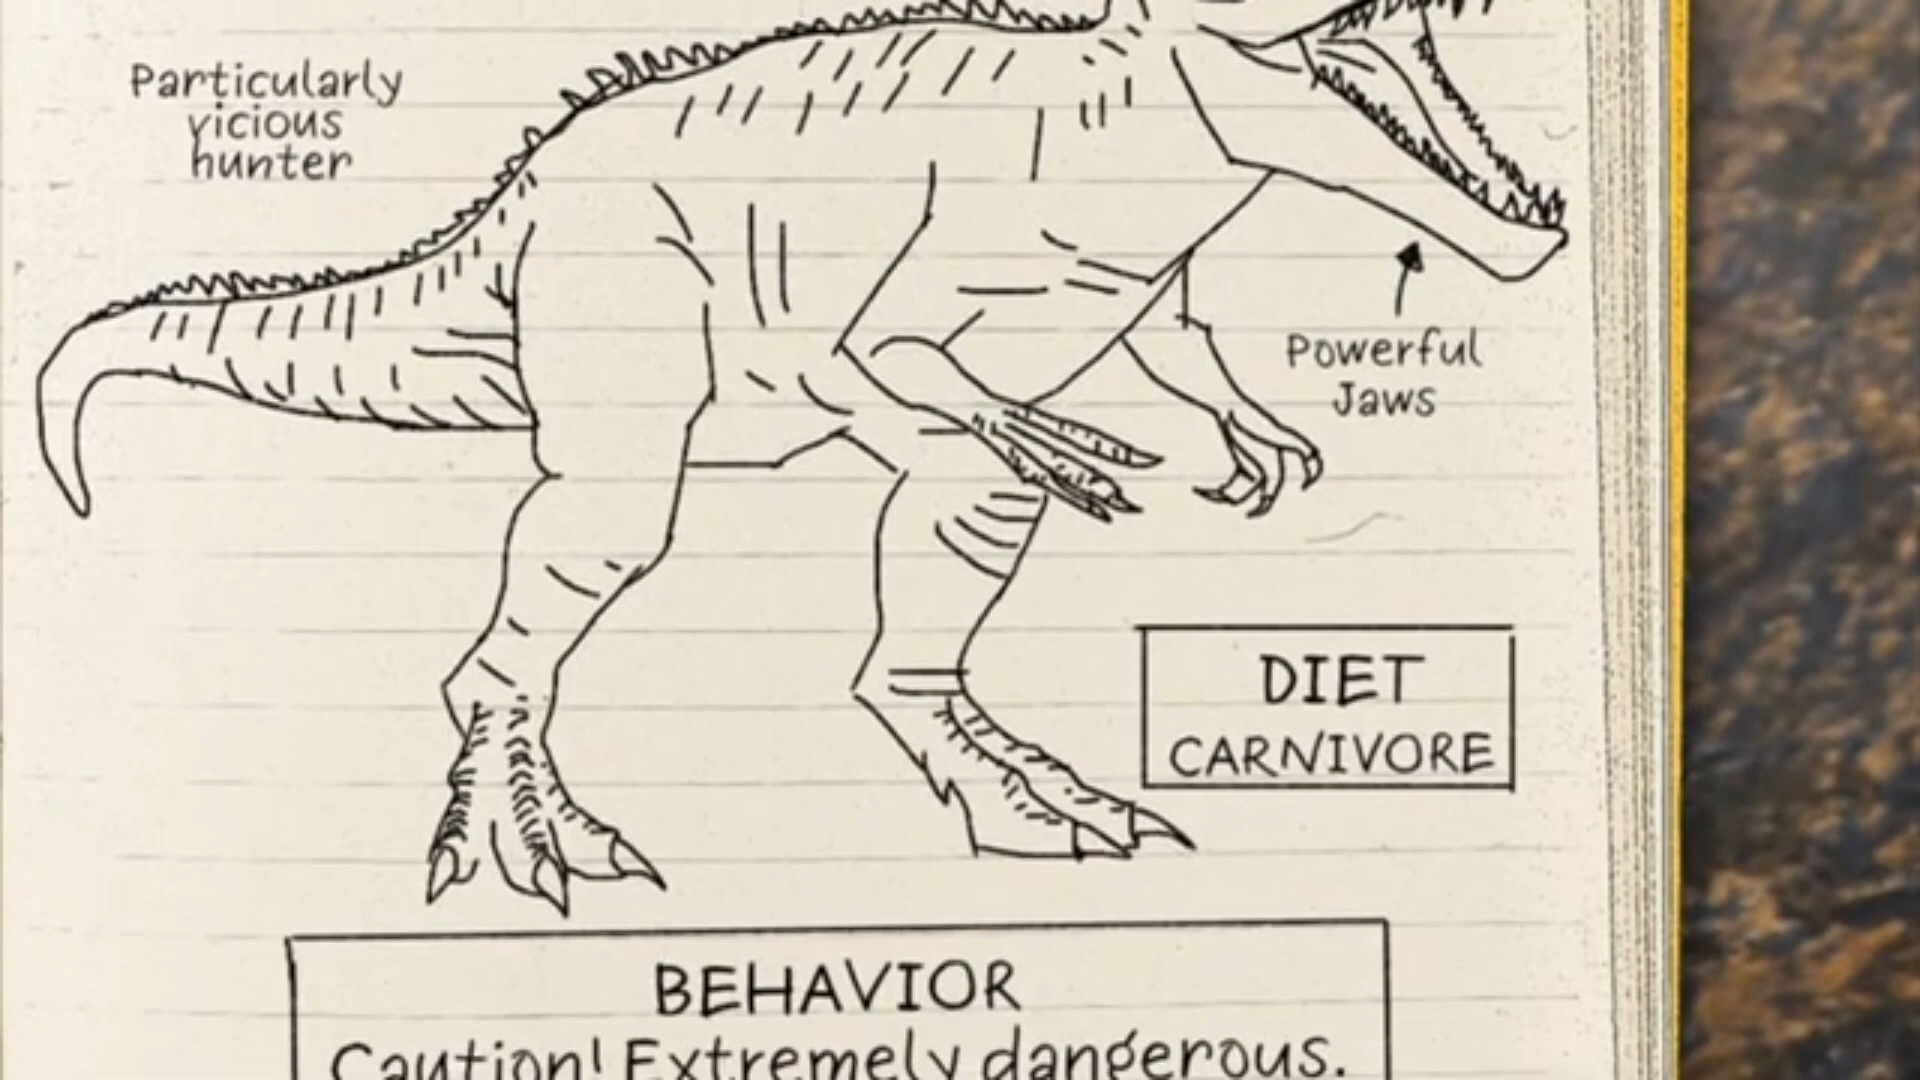 Particularly
vicious
hunter
Powerful
Jaws
DIET
CARNIVORE
BEHAVIOR
Caution! Extremely dangerous.